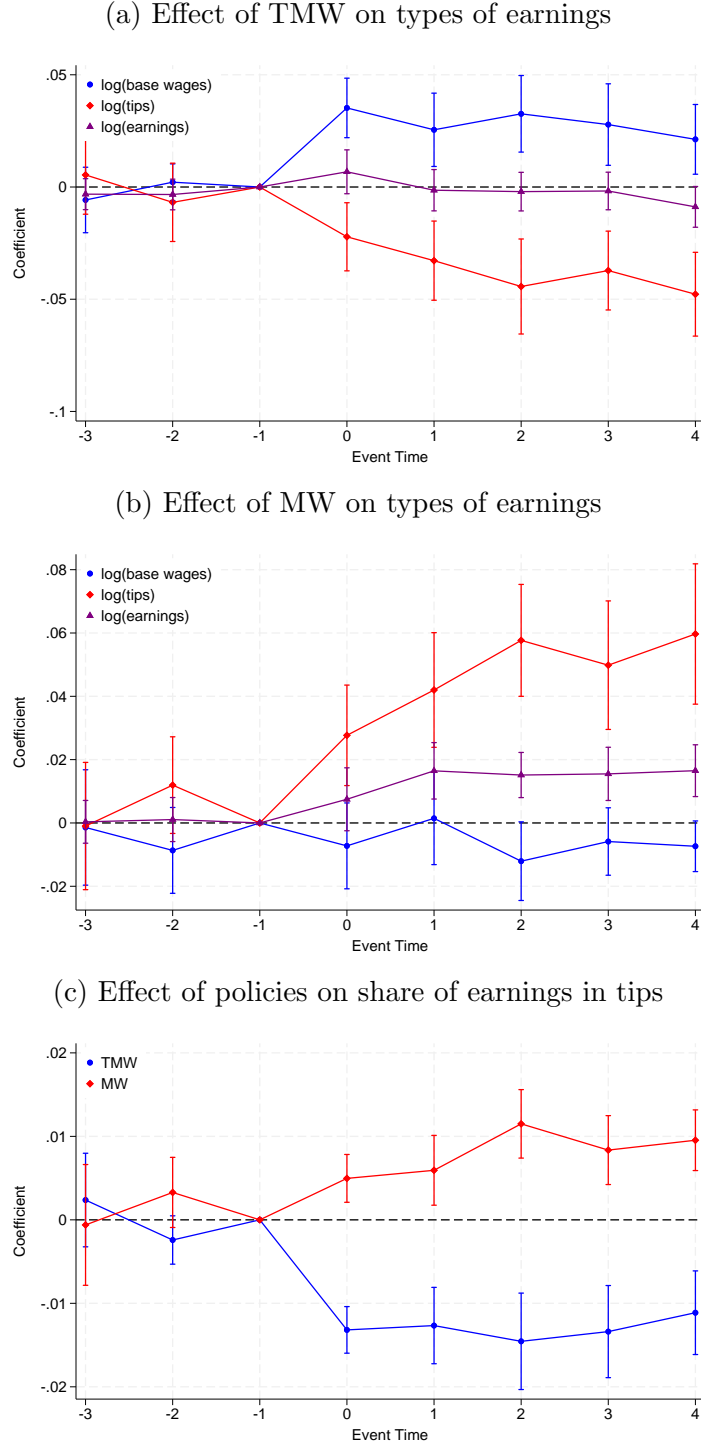 (a) Effect of TMW on types of earnings
.05
0
-.05
-.1
Coefficient
log(base wages)
log(tips)
log(earnings)
-3 -2 -1 0 1 2 3 4
Event Time
(b) Effect of MW on types of earnings
.08
.06
.04
.02
0
-.02
Coefficient
log(base wages)
log(tips)
log(earnings)
-3 -2 -1 0 1 2 3 4
Event Time
(c) Effect of policies on share of earnings in tips
.02
.01
0
-.01
-.02
Coefficient
TMW
MW
-3 -2 -1 0 1 2 3 4
Event Time